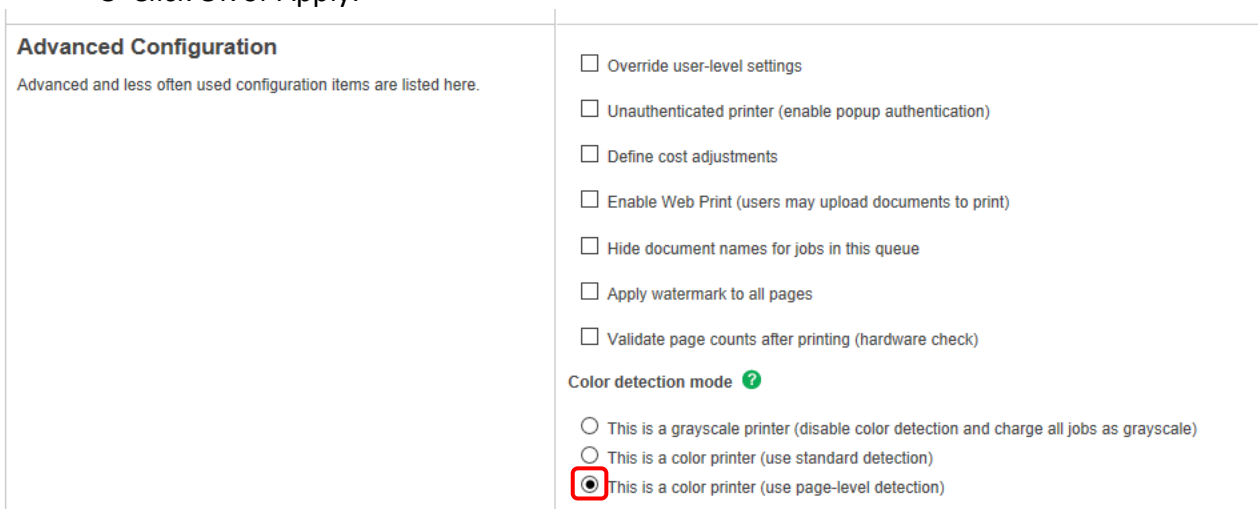 Advanced Configuration
Advanced and less often used configuration items are listed here.
Override user-level settings
Unauthenticated printer (enable popup authentication)
Define cost adjustments
Enable Web Print (users may upload documents to print)
Hide document names for jobs in this queue
Apply watermark to all pages
Validate page counts after printing (hardware check)
Color detection mode ?
This is a grayscale printer (disable color detection and charge all jobs as grayscale)
This is a color printer (use standard detection)
This is a color printer (use page-level detection)